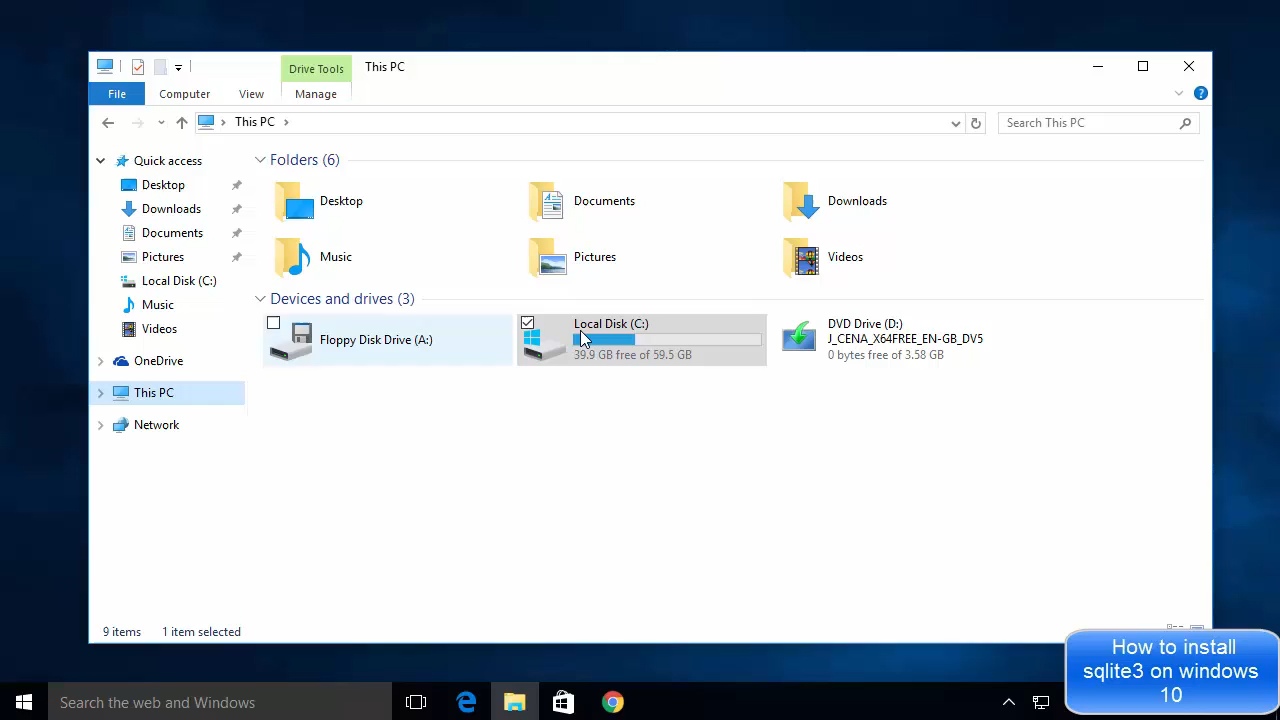 Drive Tools
This PC
File
Computer
View
Manage
This PC
Search This PC
Quick access
Desktop
Downloads
Documents
Pictures
Local Disk (C:)
Music
Videos
OneDrive
This PC
Network
Folders (6)
Desktop
Documents
Downloads
Music
Pictures
Videos
Devices and drives (3)
Floppy Disk Drive (A:)
Local Disk (C:)
39.9 GB free of 59.5 GB
DVD Drive (D:)
J_CENA_X64FREE_EN-GB_DV5
0 bytes free of 3.58 GB
9 items
1 item selected
How to install
sqlite3 on windows
10
Search the web and Windows